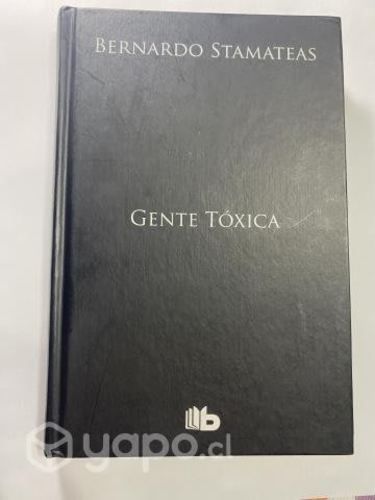 BERNARDO STAMATEAS
GENTE TÓXICA
b
yapo.cl